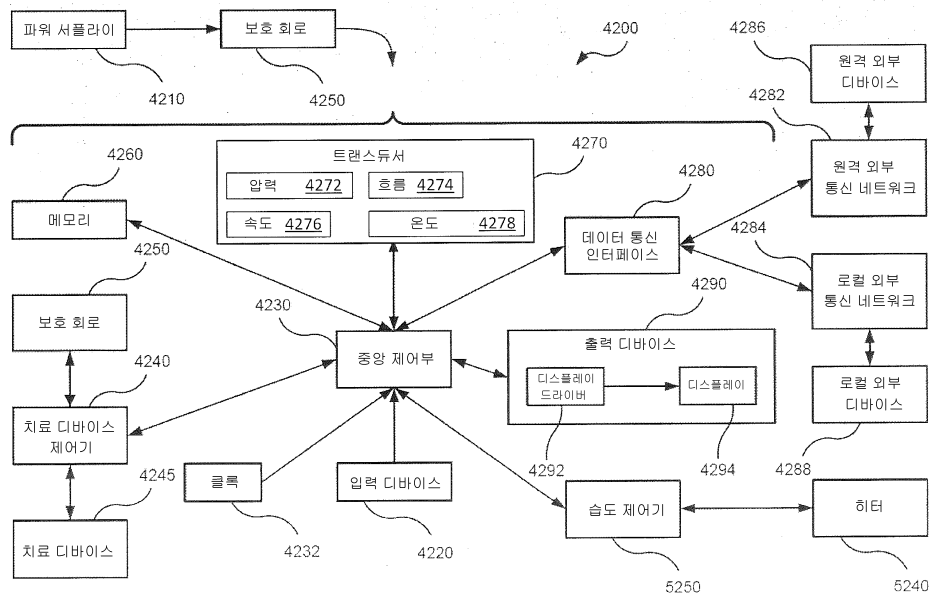 파워 서플라이
보호 회로
4210
4250
4200
4286
원격 외부
디바이스
4282
원격 외부
통신 네트워크
4260
메모리
트랜스듀서
4270
압력 4272
흐름 4274
속도 4276
온도 4278
4280
데이터 통신
인터페이스
4284
로컬 외부
통신 네트워크
4250
보호 회로
4230
중앙 제어부
4290
출력 디바이스
디스플레이
드라이버
디스플레이
4292
4294
로컬 외부
디바이스
4288
4240
치료 디바이스
제어기
4245
치료 디바이스
클록
4232
입력 디바이스
4220
습도 제어기
5250
히터
5240